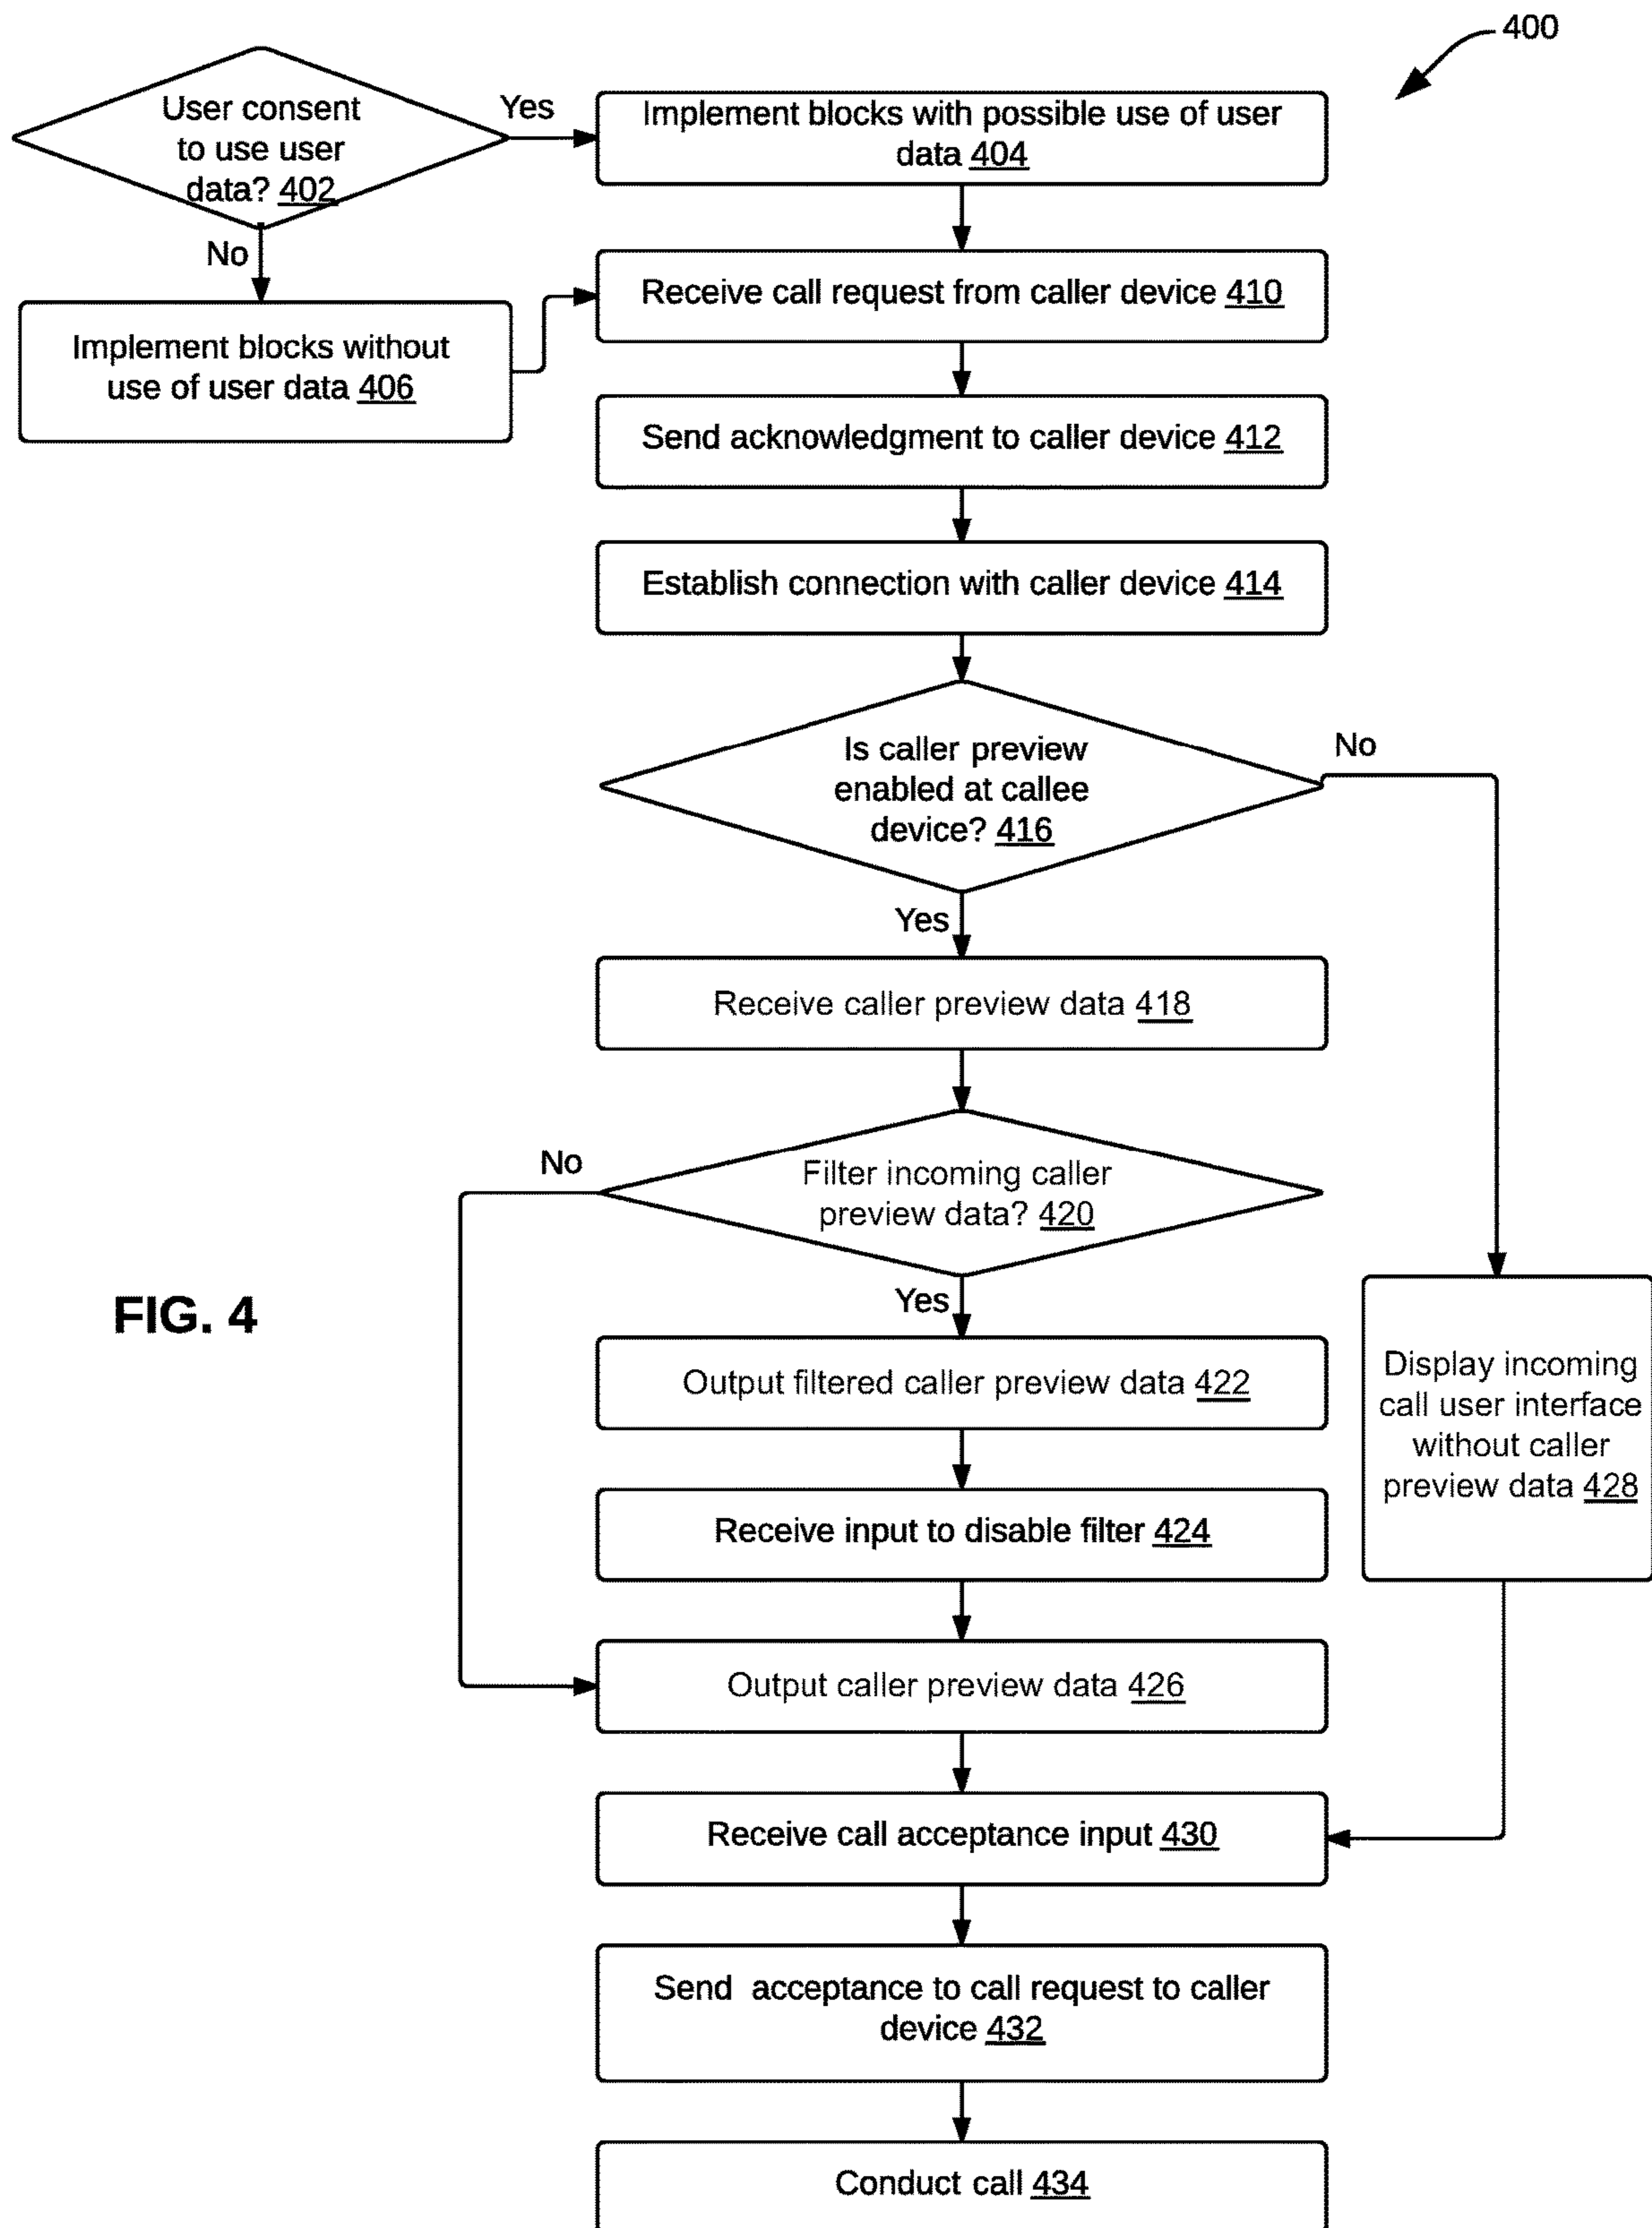 400
User consent
to use user
data? 402
Yes
Implement blocks with possible use of user
data 404
No
Implement blocks without
use of user data 406
Receive call request from caller device 410
Send acknowledgment to caller device 412
Establish connection with caller device 414
Is caller preview
enabled at callee
device? 416
No
Yes
Receive caller preview data 418
Filter incoming caller
preview data? 420
No
Yes
FIG. 4
Output filtered caller preview data 422
Display incoming
call user interface
without caller
preview data 428
Receive input to disable filter 424
Output caller preview data 426
Receive call acceptance input 430
Send acceptance to call request to caller
device 432
Conduct call 434